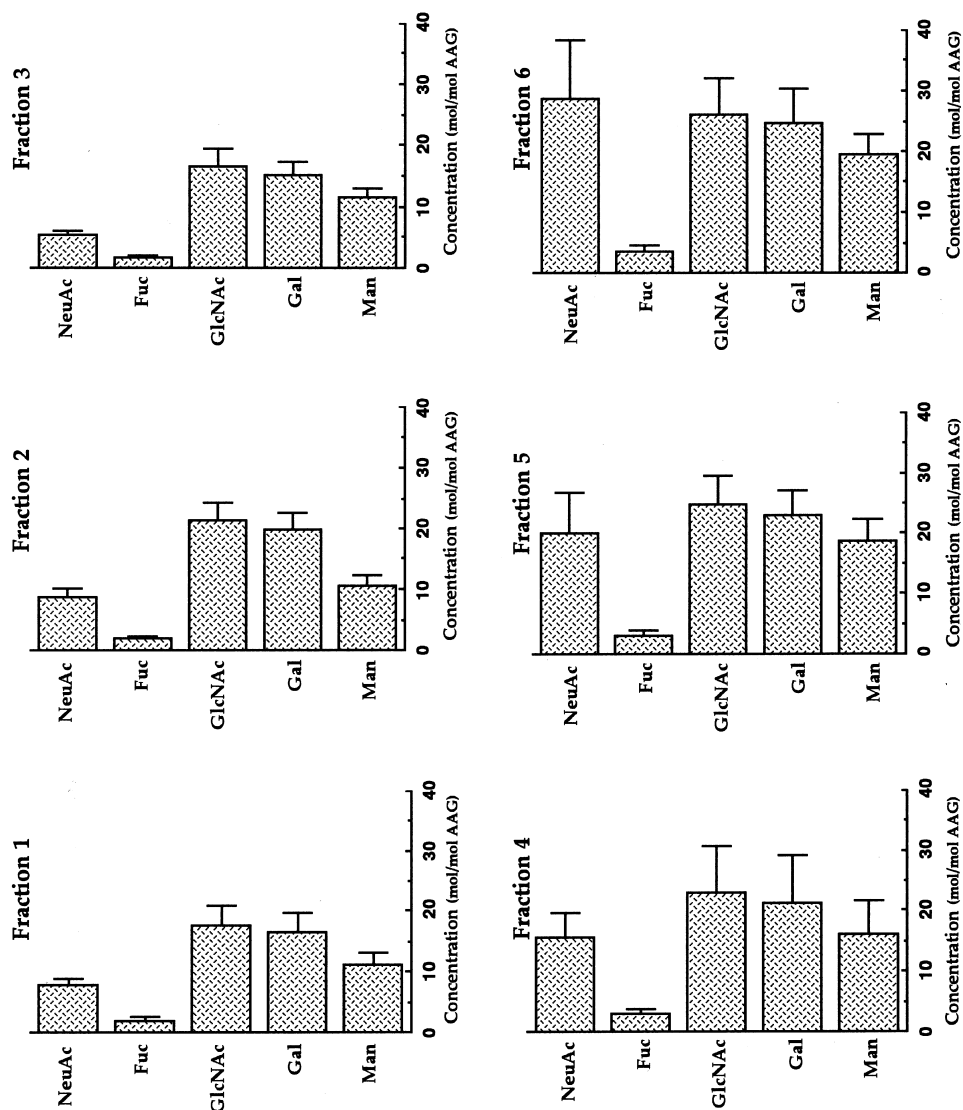 Fraction 1
Concentration (mol/mol AAG)
40
30
20
10
0
NeuAc
Fuc
GlcNAc
Gal
Man
Fraction 2
Concentration (mol/mol AAG)
40
30
20
10
0
NeuAc
Fuc
GlcNAc
Gal
Man
Fraction 3
Concentration (mol/mol AAG)
40
30
20
10
0
NeuAc
Fuc
GlcNAc
Gal
Man
Fraction 4
Concentration (mol/mol AAG)
40
30
20
10
0
NeuAc
Fuc
GlcNAc
Gal
Man
Fraction 5
Concentration (mol/mol AAG)
40
30
20
10
0
NeuAc
Fuc
GlcNAc
Gal
Man
Fraction 6
Concentration (mol/mol AAG)
40
30
20
10
0
NeuAc
Fuc
GlcNAc
Gal
Man